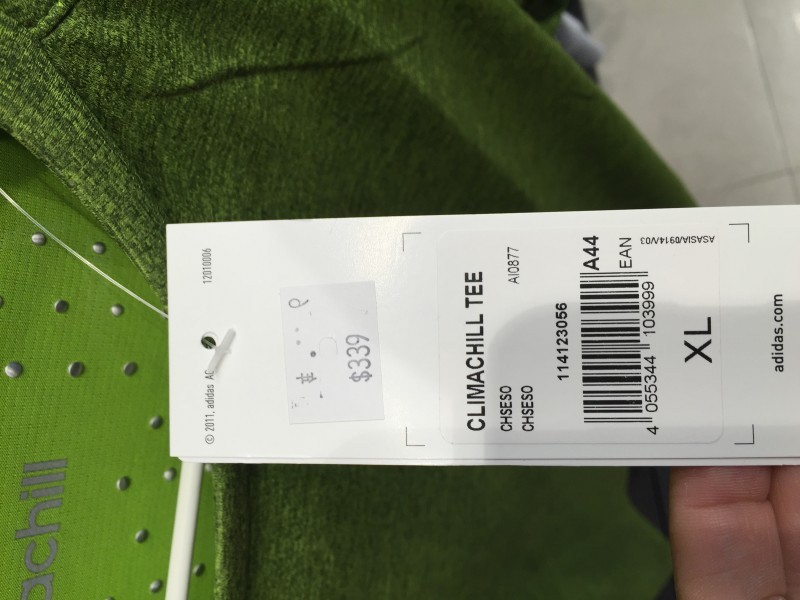 12010006
© 2011, adidas AG
$339
CLIMACHILL TEE
AI0877
CHSESO
CHSESO
114123056
A44
EAN
4 055344 103999
XL
ASASIA/0914/V03
adidas.com
achill